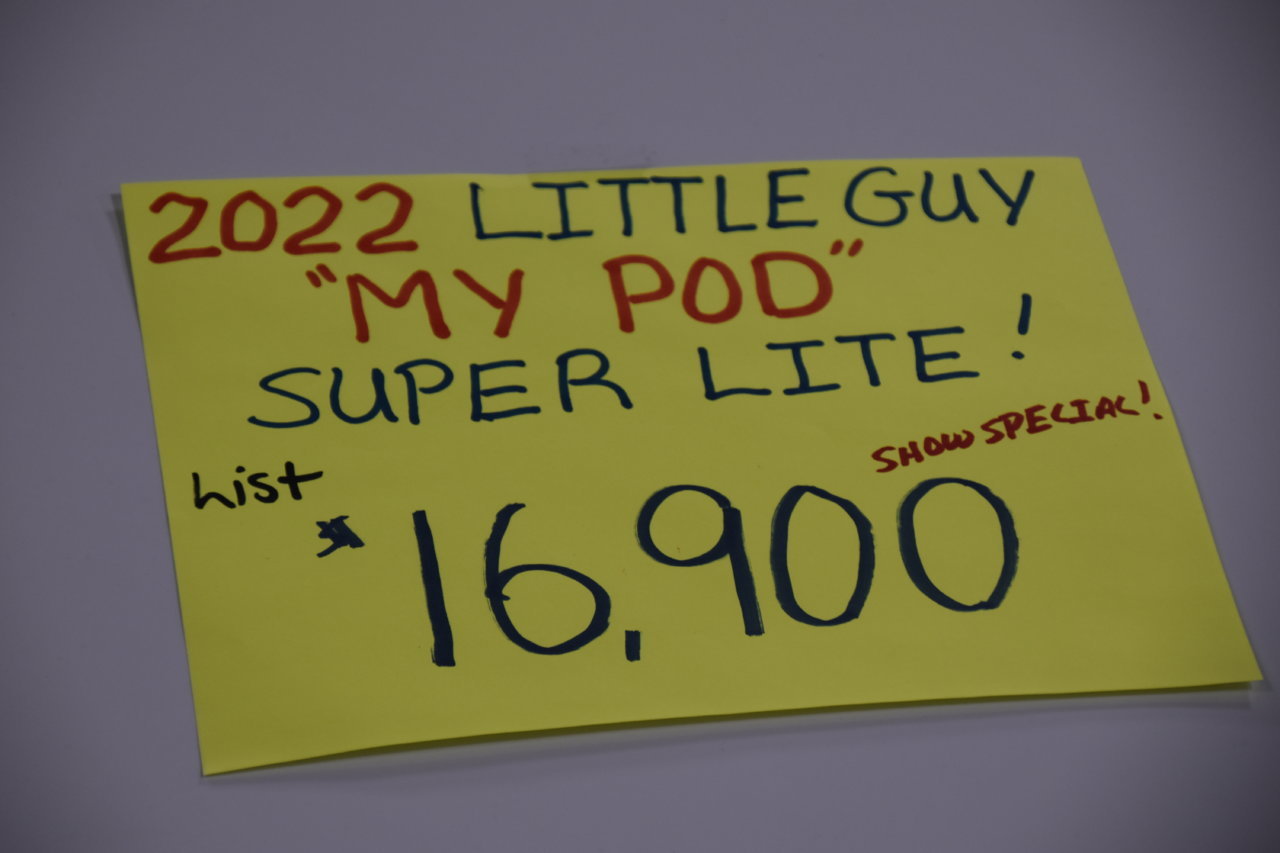 2022 LITTLE GUY
"MY POD"
SUPER LITE!
SHOW SPECIAL!
List
$16,900